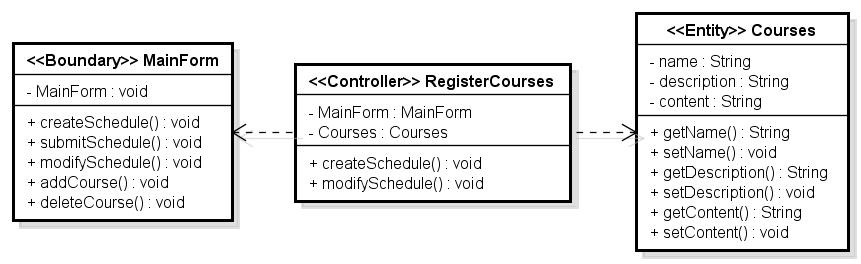 <<Boundary>> MainForm
- MainForm : void
+ createSchedule() : void
+ submitSchedule() : void
+ modifySchedule() : void
+ addCourse() : void
+ deleteCourse() : void
<<Controller>> RegisterCourses
- MainForm : MainForm
- Courses : Courses
+ createSchedule() : void
+ modifySchedule() : void
<<Entity>> Courses
- name : String
- description : String
- content : String
+ getName() : String
+ setName() : void
+ getDescription() : String
+ setDescription() : void
+ getContent() : String
+ setContent() : void